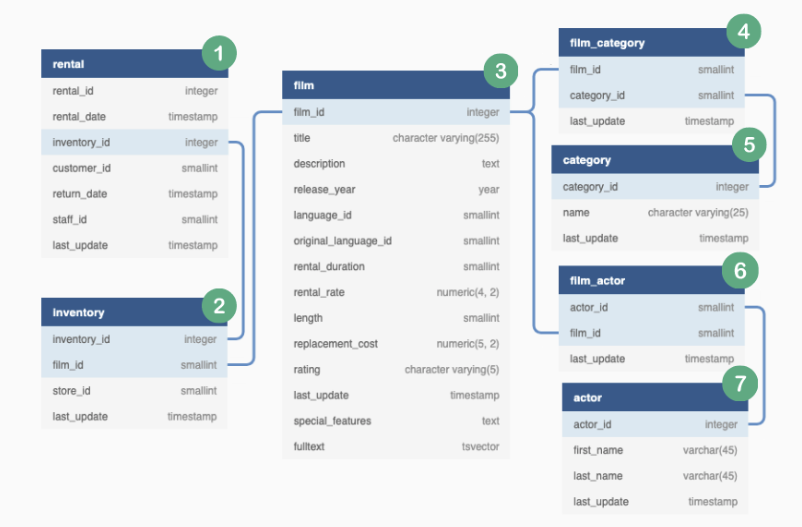 1
rental
rental_id integer
rental_date timestamp
inventory_id integer
customer_id smallint
return_date timestamp
staff_id smallint
last_update timestamp
2
Inventory
inventory_id integer
film_id smallint
store_id smallint
last_update timestamp
3
film
film_id integer
title character varying(255)
description text
release_year year
language_id smallint
original_language_id smallint
rental_duration smallint
rental_rate numeric(4, 2)
length smallint
replacement_cost numeric(5, 2)
rating character varying(5)
last_update timestamp
special_features text
fulltext tsvector
4
film_category
film_id smallint
category_id smallint
last_update timestamp
5
category
category_id integer
name character varying(25)
last_update timestamp
6
film_actor
actor_id smallint
film_id smallint
last_update timestamp
7
actor
actor_id integer
first_name varchar(45)
last_name varchar(45)
last_update timestamp